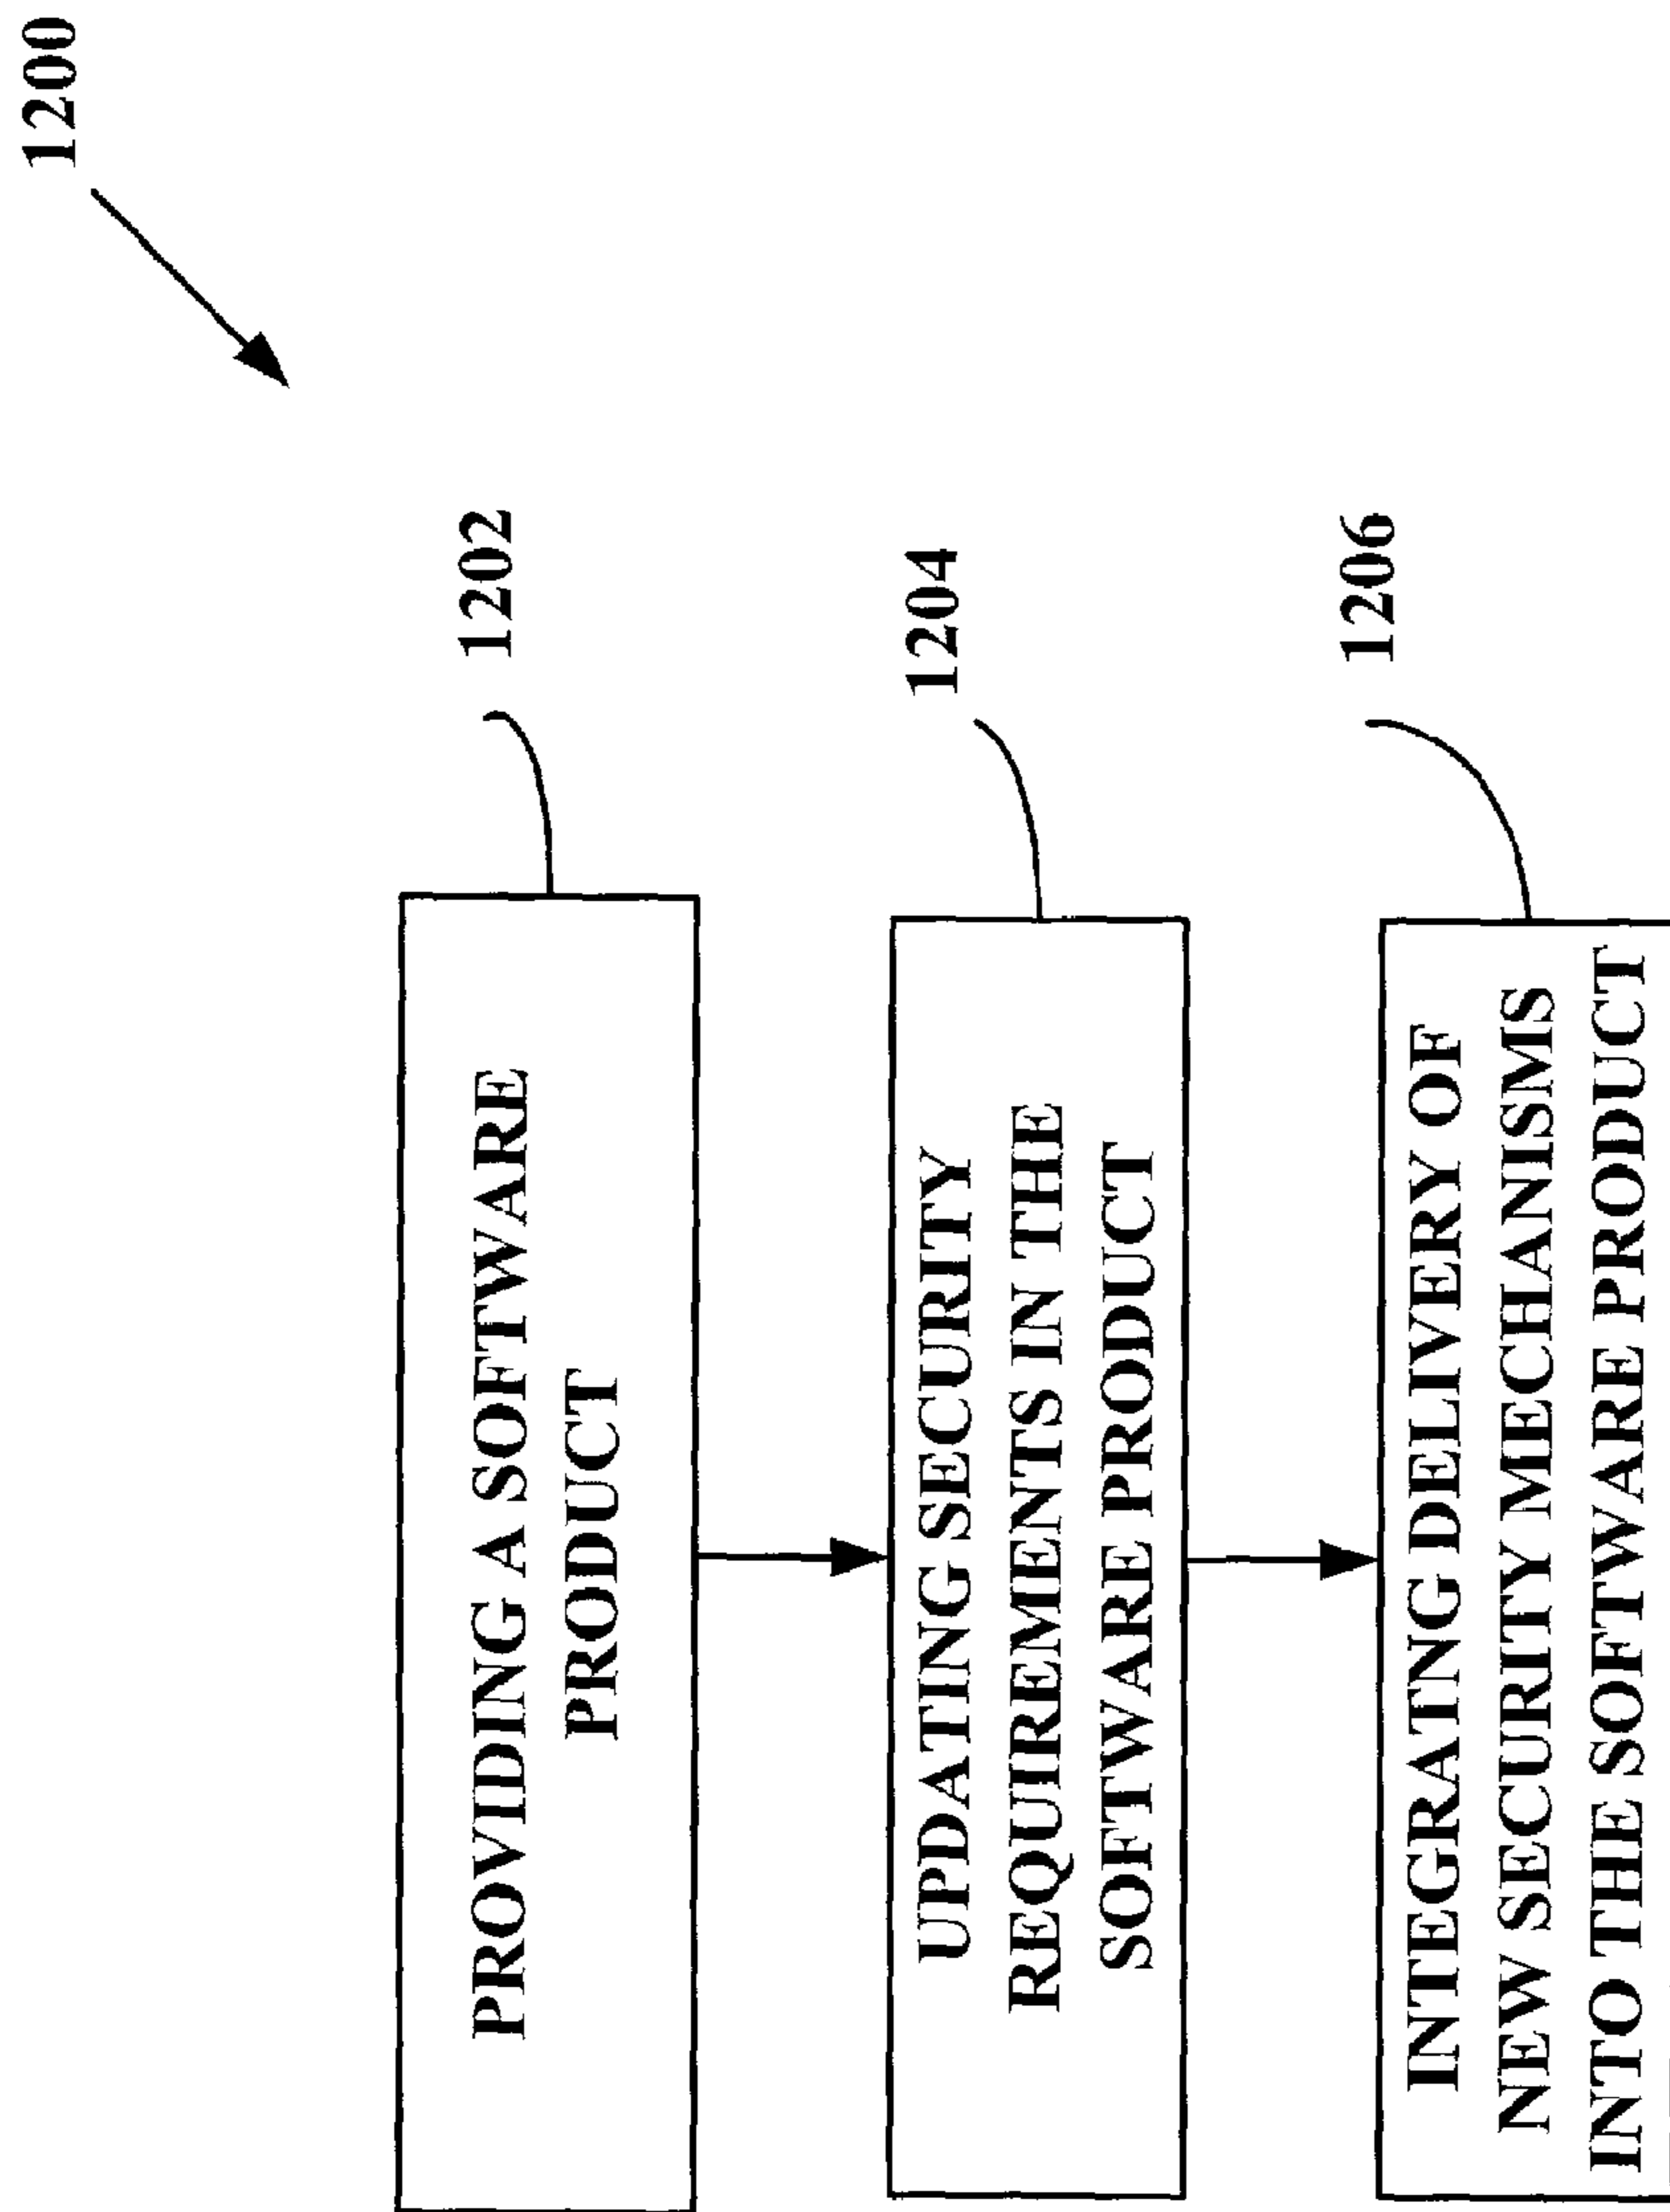 1200
PROVIDING A SOFTWARE
PRODUCT
1202
UPDATING SECURITY
REQUIREMENTS IN THE
SOFTWARE PRODUCT
1204
INTEGRATING DELIVERY OF
NEW SECURITY MECHANISMS
INTO THE SOFTWARE PRODUCT
1206